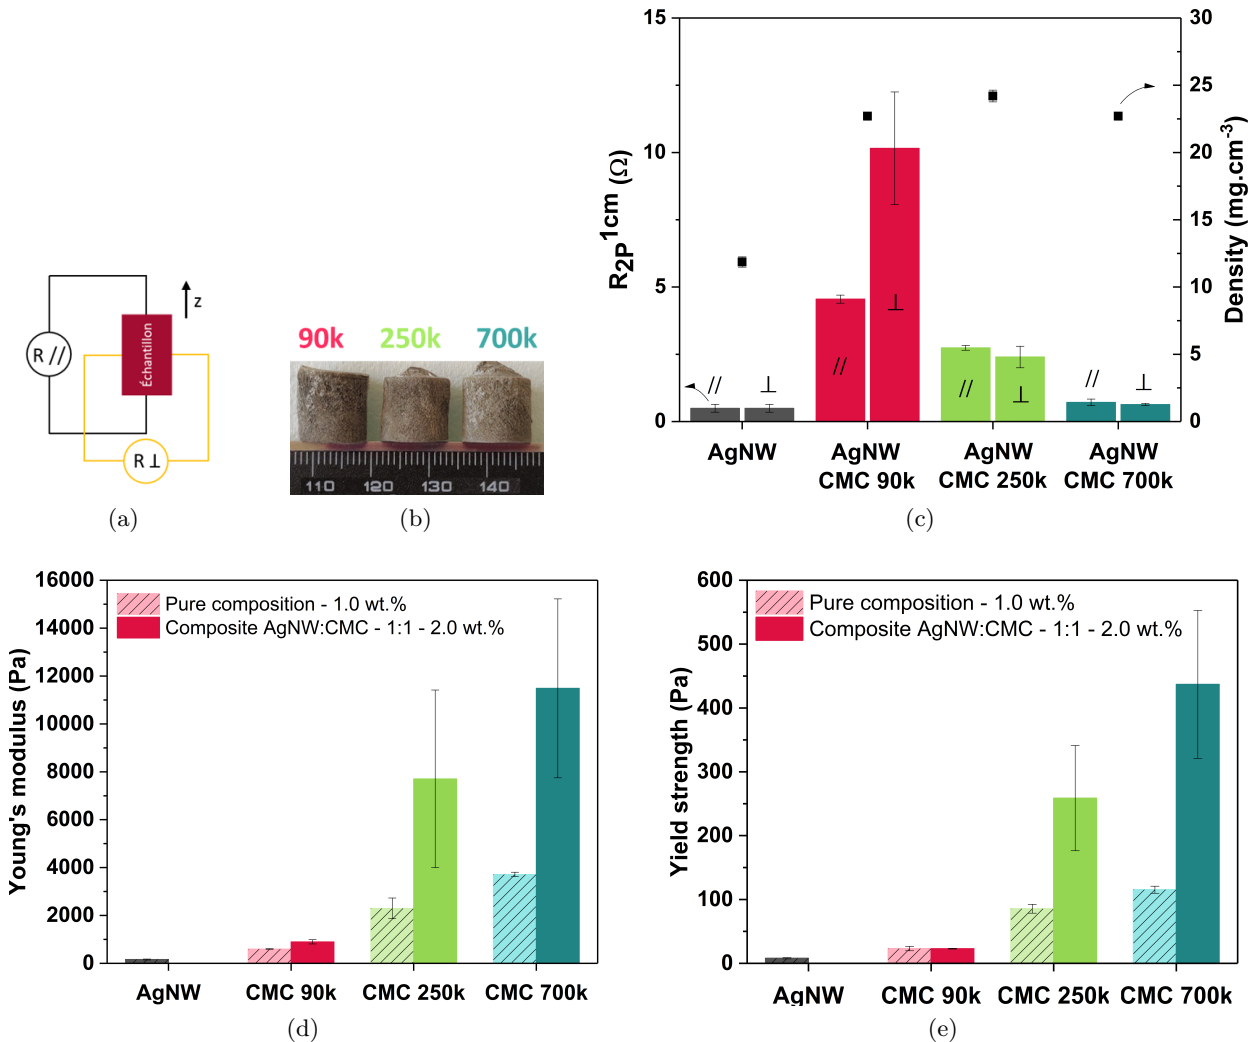 z
R //
Échantillon
R ⊥
(a)
90k 250k 700k
110 120 130 140
(b)
15
10
5
0
R2P1cm (Ω)
30
25
20
15
10
5
0
Density (mg.cm-3)
// ⊥
// ⊥
// ⊥
// ⊥
AgNW AgNW AgNW AgNW
CMC 90k CMC 250k CMC 700k
(c)
16000
14000
12000
10000
8000
6000
4000
2000
0
Young's modulus (Pa)
Pure composition - 1.0 wt.%
Composite AgNW:CMC - 1:1 - 2.0 wt.%
AgNW CMC 90k CMC 250k CMC 700k
(d)
600
500
400
300
200
100
0
Yield strength (Pa)
Pure composition - 1.0 wt.%
Composite AgNW:CMC - 1:1 - 2.0 wt.%
AgNW CMC 90k CMC 250k CMC 700k
(e)